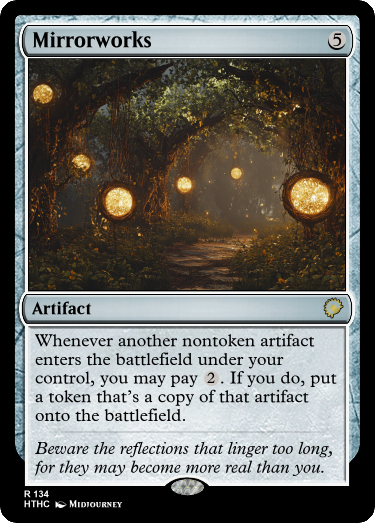 Mirrorworks 5
Artifact
Whenever another nontoken artifact
enters the battlefield under your
control, you may pay 2. If you do, put
a token that's a copy of that artifact
onto the battlefield.
Beware the reflections that linger too long,
for they may become more real than you.
R 134
HTHC Midjourney